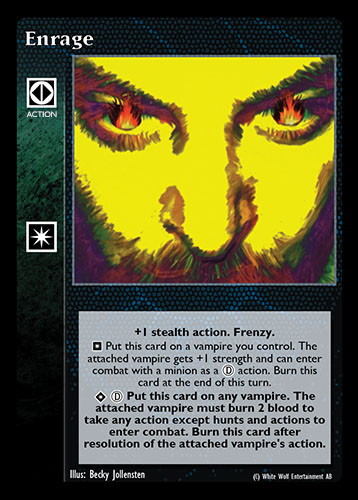 Enrage
ACTION
+1 stealth action. Frenzy.
Put this card on a vampire you control. The
attached vampire gets +1 strength and can enter
combat with a minion as a Ⓓ action. Burn this
card at the end of this turn.
Ⓓ Put this card on any vampire. The
attached vampire must burn 2 blood to
take any action except hunts and actions to
enter combat. Burn this card after
resolution of the attached vampire's action.
Illus: Becky Jollensten
(C) White Wolf Entertainment AB